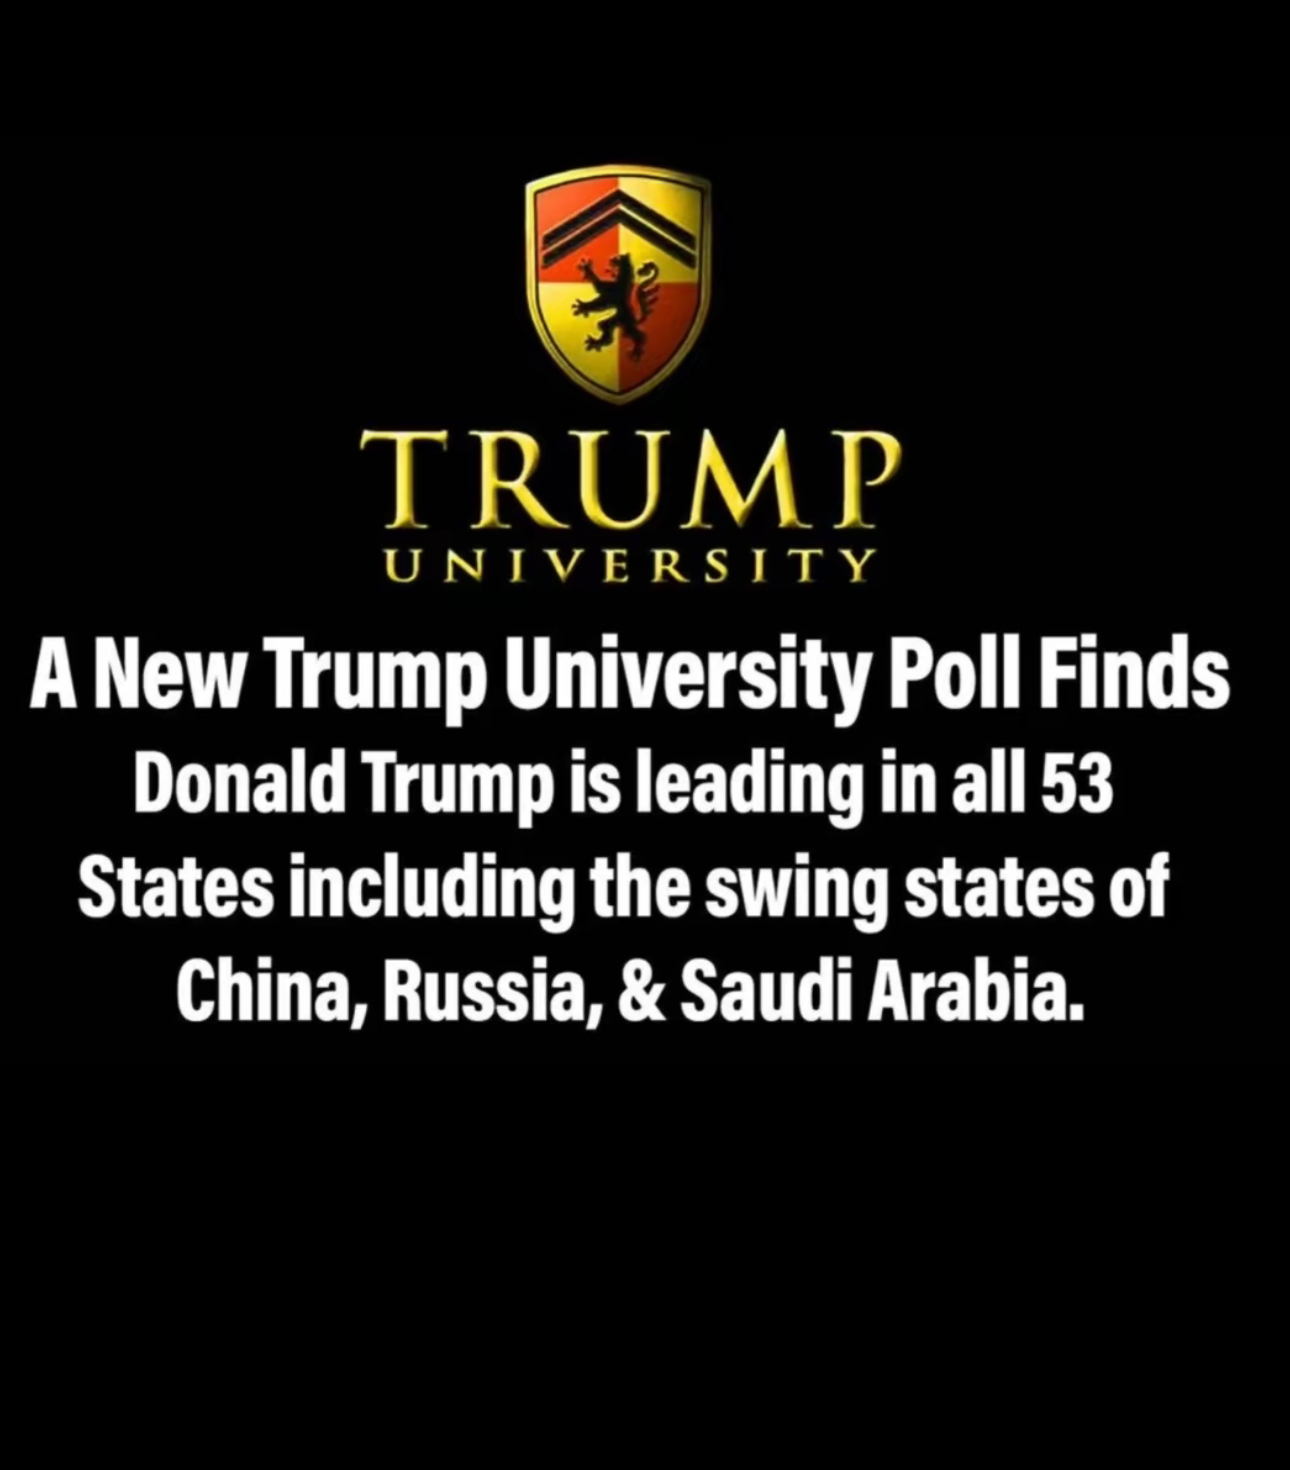 TRUMP
UNIVERSITY
A New Trump University Poll Finds
Donald Trump is leading in all 53
States including the swing states of
China, Russia, & Saudi Arabia.